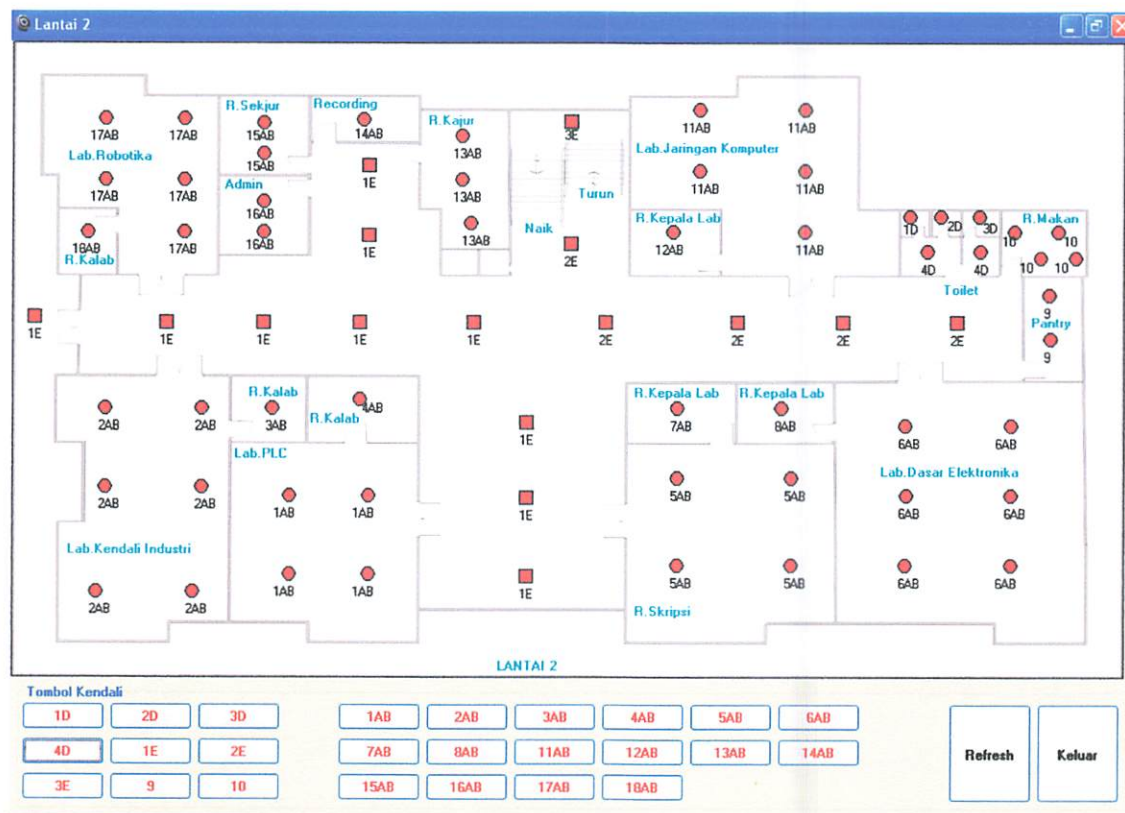 Lantai 2
17AB 17AB
Lab.Robotika
17AB 17AB
18AB 17AB
R.Kalab
R.Sekjur
15AB
15AB
Admin
16AB
16AB
Recording
14AB
1E
1E
R.Kajur
13AB
13AB
13AB
3E
Turun
Naik
2E
11AB 11AB
Lab.Jaringan Komputer
11AB 11AB
R.Kepala Lab
12AB 11AB
1D 2D 3D
4D 4D
Toilet
R.Makan
10 10
10 10
9
Pantry
9
1E 1E 1E 1E 1E 2E 2E 2E 2E
2AB 2AB
2AB 2AB
Lab.Kendali Industri
2AB 2AB
R.Kalab
3AB
4AB
R.Kalab
Lab.PLC
1AB 1AB
1AB 1AB
1E
1E
1E
R.Kepala Lab
7AB
R.Kepala Lab
8AB
5AB 5AB
5AB 5AB
R.Skripsi
6AB 6AB
Lab.Dasar Elektronika
6AB 6AB
6AB 6AB
LANTAI 2
Tombol Kendali
1D 2D 3D 1AB 2AB 3AB 4AB 5AB 6AB
4D 1E 2E 7AB 8AB 11AB 12AB 13AB 14AB
3E 9 10 15AB 16AB 17AB 18AB
Refresh Keluar